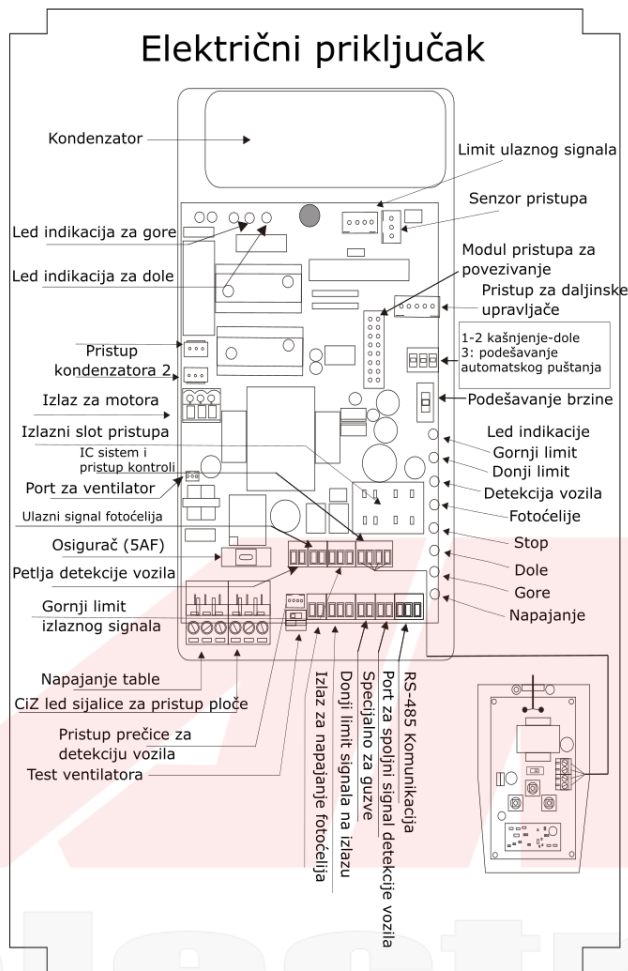 Električni priključak
Kondenzator
Limit ulaznog signala
Senzor pristupa
Led indikacija za gore
Led indikacija za dole
Modul pristupa za
povezivanje
Pristup za daljinske
upravljače
1-2 kašnjenje-dole
3: podešavanje
automatskog puštanja
Pristup
kondenzatora 2
Izlaz za motora
Podešavanje brzine
Izlazni slot pristupa
IC sistem i
pristup kontroli
Port za ventilator
Ulazni signal fotoćelija
Osigurač (5AF)
Petlja detekcije vozila
Gornji limit
izlaznog signala
Led indikacije
Gornji limit
Donji limit
Detekcija vozila
Fotoćelije
Stop
Dole
Gore
Napajanje
Napajanje table
CiZ led sijalice za pristup ploče
Pristup prečice za
detekciju vozila
Test ventilatora
Izlaz za napajanje fotoćelija
Donji limit signala na izlazu
Specijalno za guzve
Port za spoljni signal detekcije vozila
RS-485 Komunikacija